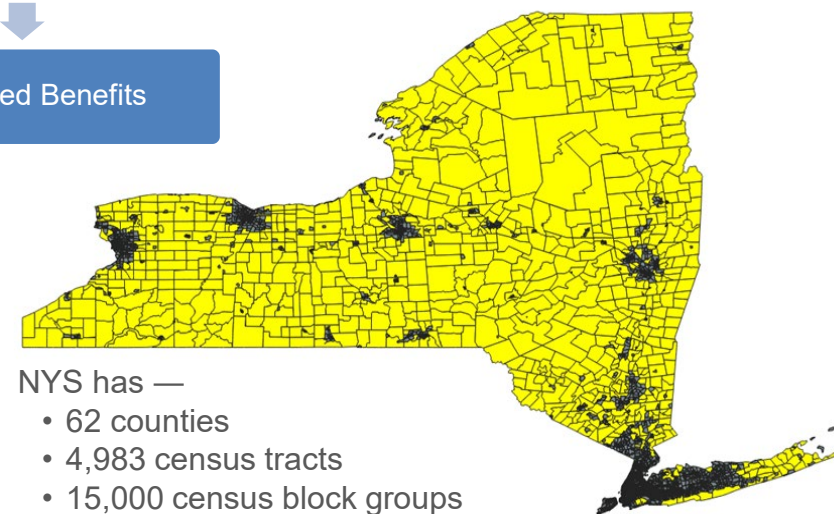 ed Benefits
NYS has —
• 62 counties
• 4,983 census tracts
• 15,000 census block groups